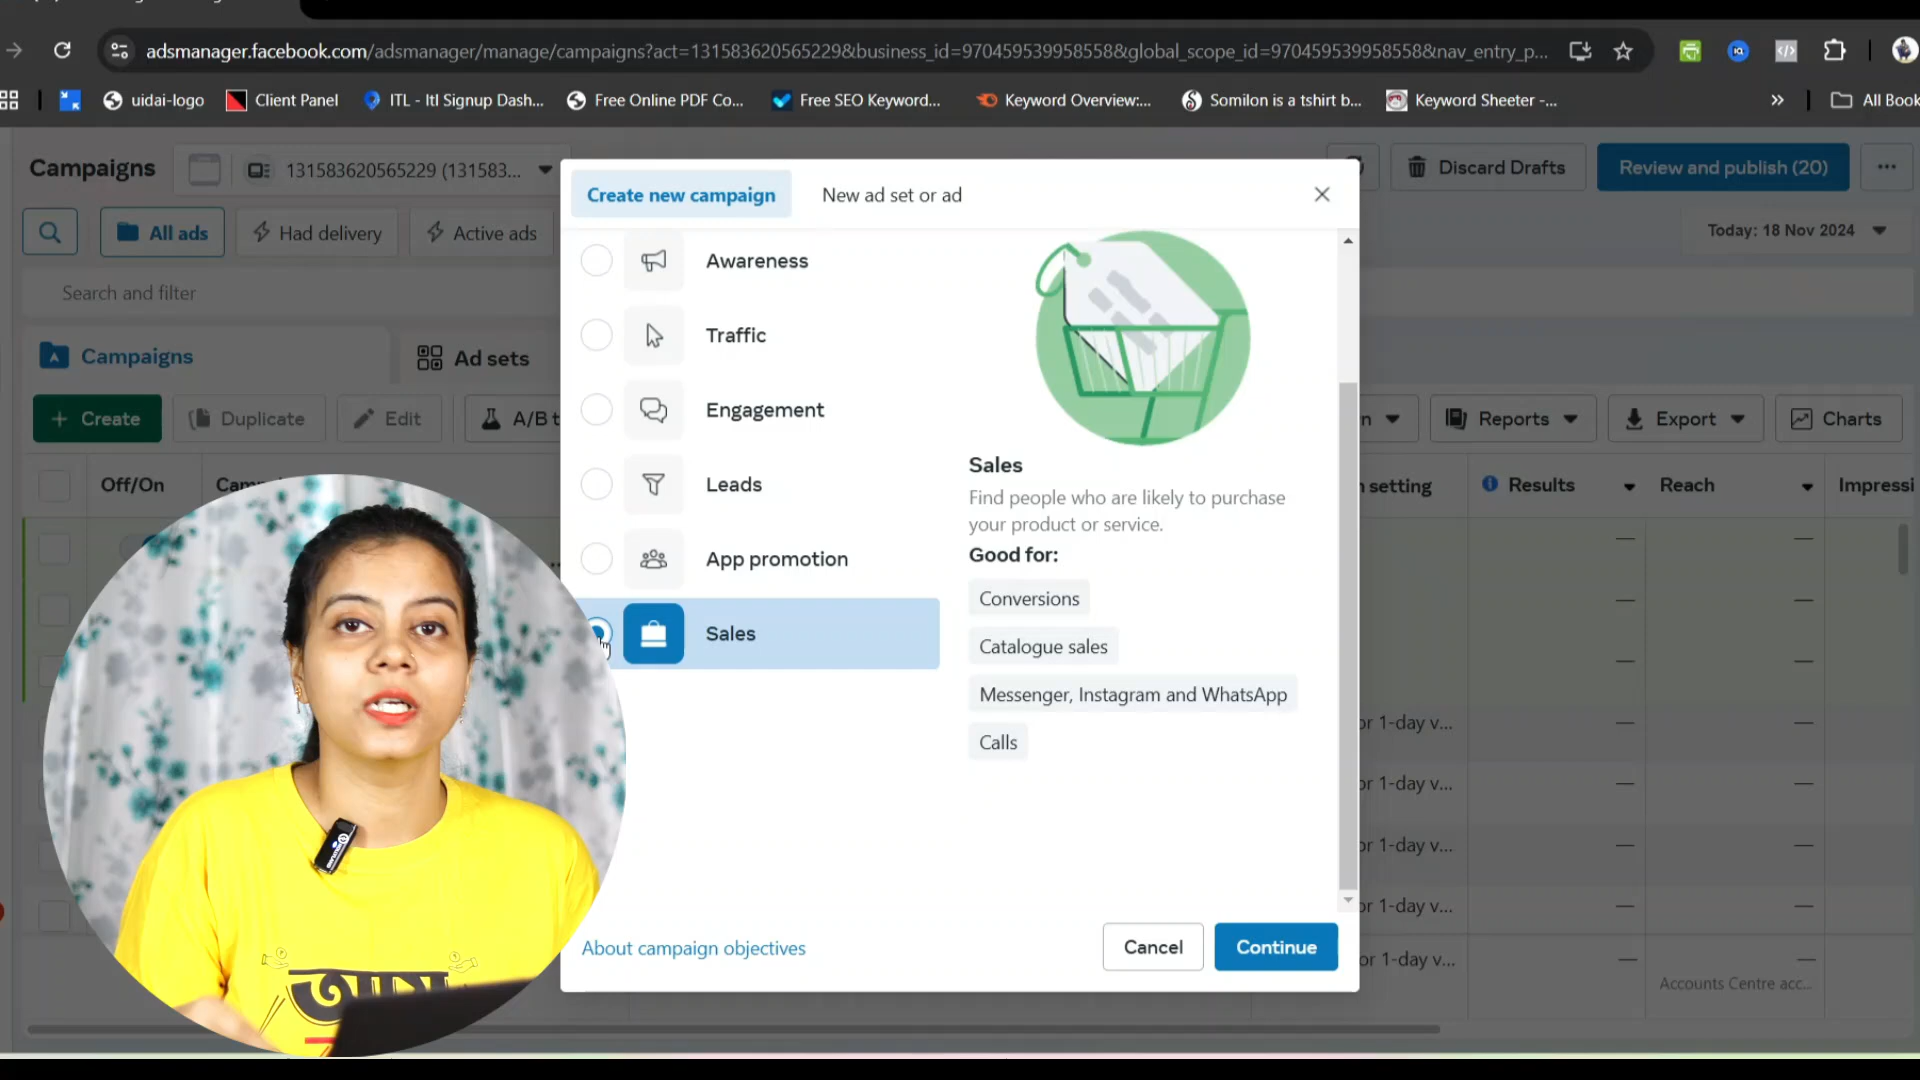 adsmanager.facebook.com/adsmanager/manage/campaigns?act=131583620565229&business_id=970459539958558&global_scope_id=970459539958558&nav_entry_p...
uidai-logo
Client Panel
ITL - Itl Signup Dash...
Free Online PDF Co...
Free SEO Keyword...
Keyword Overview:...
Somilon is a tshirt b...
Keyword Sheeter -...
All Book
Campaigns
131583620565229 (131583...
Discard Drafts
Review and publish (20)
Create new campaign
New ad set or ad
All ads
Had delivery
Active ads
Today: 18 Nov 2024
Search and filter
Campaigns
Ad sets
Create
Duplicate
Edit
A/B t
n
Reports
Export
Charts
Off/On
Cam
n setting
Results
Reach
Impressi
Awareness
Traffic
Engagement
Leads
App promotion
Sales
Sales
Find people who are likely to purchase
your product or service.
Good for:
Conversions
Catalogue sales
Messenger, Instagram and WhatsApp
Calls
or 1-day v...
or 1-day v...
or 1-day v...
or 1-day v...
or 1-day v...
Accounts Centre acc...
About campaign objectives
Cancel
Continue